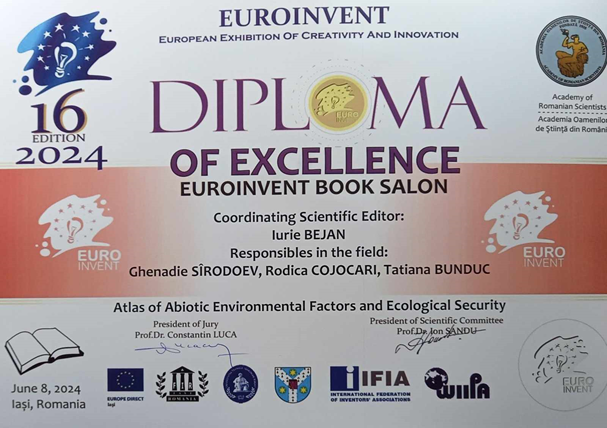 EUROINVENT
European Exhibition Of Creativity And Innovation
16
EDITION
2024
DIPLOMA
EURO
OF EXCELLENCE
EUROINVENT BOOK SALON
Academy of
Romanian Scientists
Academia Oamenilor
de Știință din Români
Coordinating Scientific Editor:
Iurie BEJAN
Responsibles in the field:
Ghenadie SÎRODOEV, Rodica COJOCARI, Tatiana BUNDUC
EURO
INVENT
EURO
INVENT
Atlas of Abiotic Environmental Factors and Ecological Security
President of Jury
Prof.Dr. Constantin LUCA
President of Scientific Committee
Prof.Dr. Ion SANDU
June 8, 2024
Iași, Romania
EUROPE DIRECT
Iași
ROMANIA
IFIA
INTERNATIONAL FEDERATION
OF INVENTORS' ASSOCIATIONS
WIIPA
EURO
INVENT